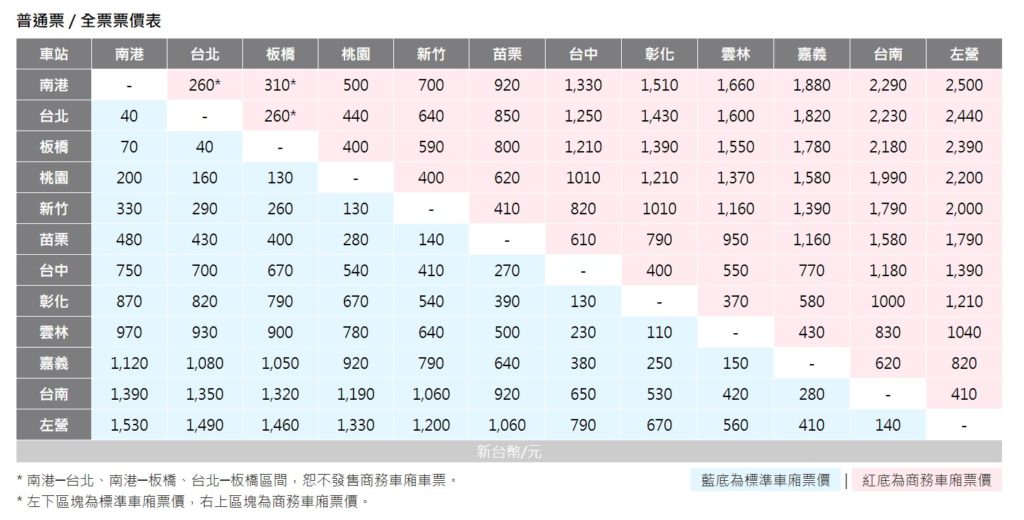 普通票 / 全票票價表
車站 南港 台北 板橋 桃園 新竹 苗栗 台中 彰化 雲林 嘉義 台南 左營
南港 - 260* 310* 500 700 920 1,330 1,510 1,660 1,880 2,290 2,500
台北 40 - 260* 440 640 850 1,250 1,430 1,600 1,820 2,230 2,440
板橋 70 40 - 400 590 800 1,210 1,390 1,550 1,780 2,180 2,390
桃園 200 160 130 - 400 620 1010 1,210 1,370 1,580 1,990 2,200
新竹 330 290 260 130 - 410 820 1010 1,160 1,390 1,790 2,000
苗栗 480 430 400 280 140 - 610 790 950 1,160 1,580 1,790
台中 750 700 670 540 410 270 - 400 550 770 1,180 1,390
彰化 870 820 790 670 540 390 130 - 370 580 1000 1,210
雲林 970 930 900 780 640 500 230 110 - 430 830 1040
嘉義 1,120 1,080 1,050 920 790 640 380 250 150 - 620 820
台南 1,390 1,350 1,320 1,190 1,060 920 650 530 420 280 - 410
左營 1,530 1,490 1,460 1,330 1,200 1,060 790 670 560 410 140 -
新台幣/元
* 南港─台北、南港─板橋、台北─板橋區間，恕不發售商務車廂車票。
藍底為標準車廂票價 | 紅底為商務車廂票價
* 左下區塊為標準車廂票價，右上區塊為商務車廂票價。